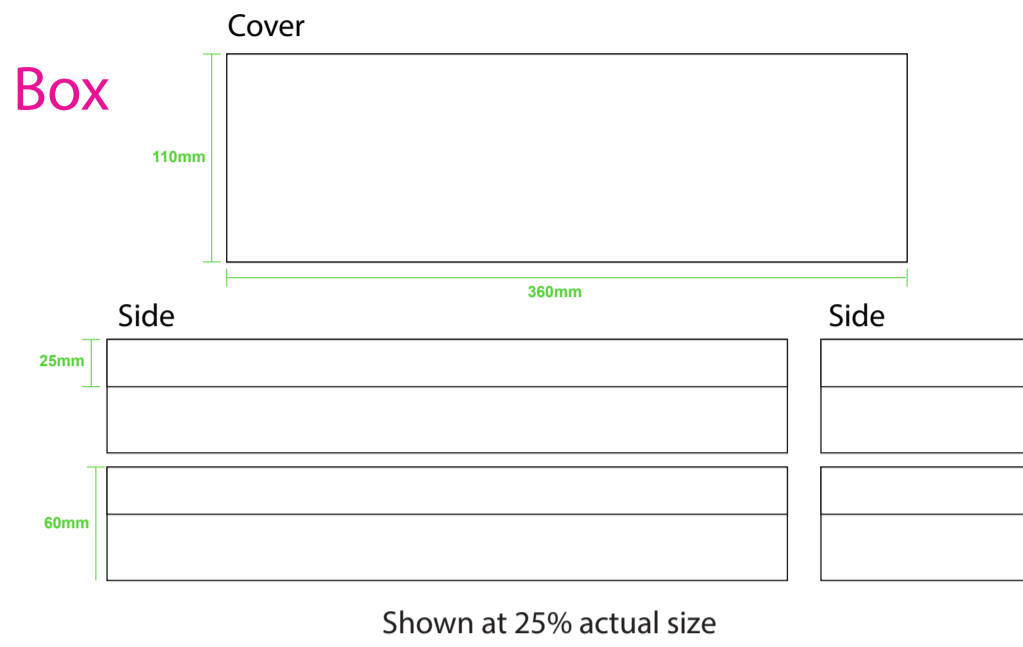 Cover
Box
110mm
360mm
Side
Side
25mm
60mm
Shown at 25% actual size